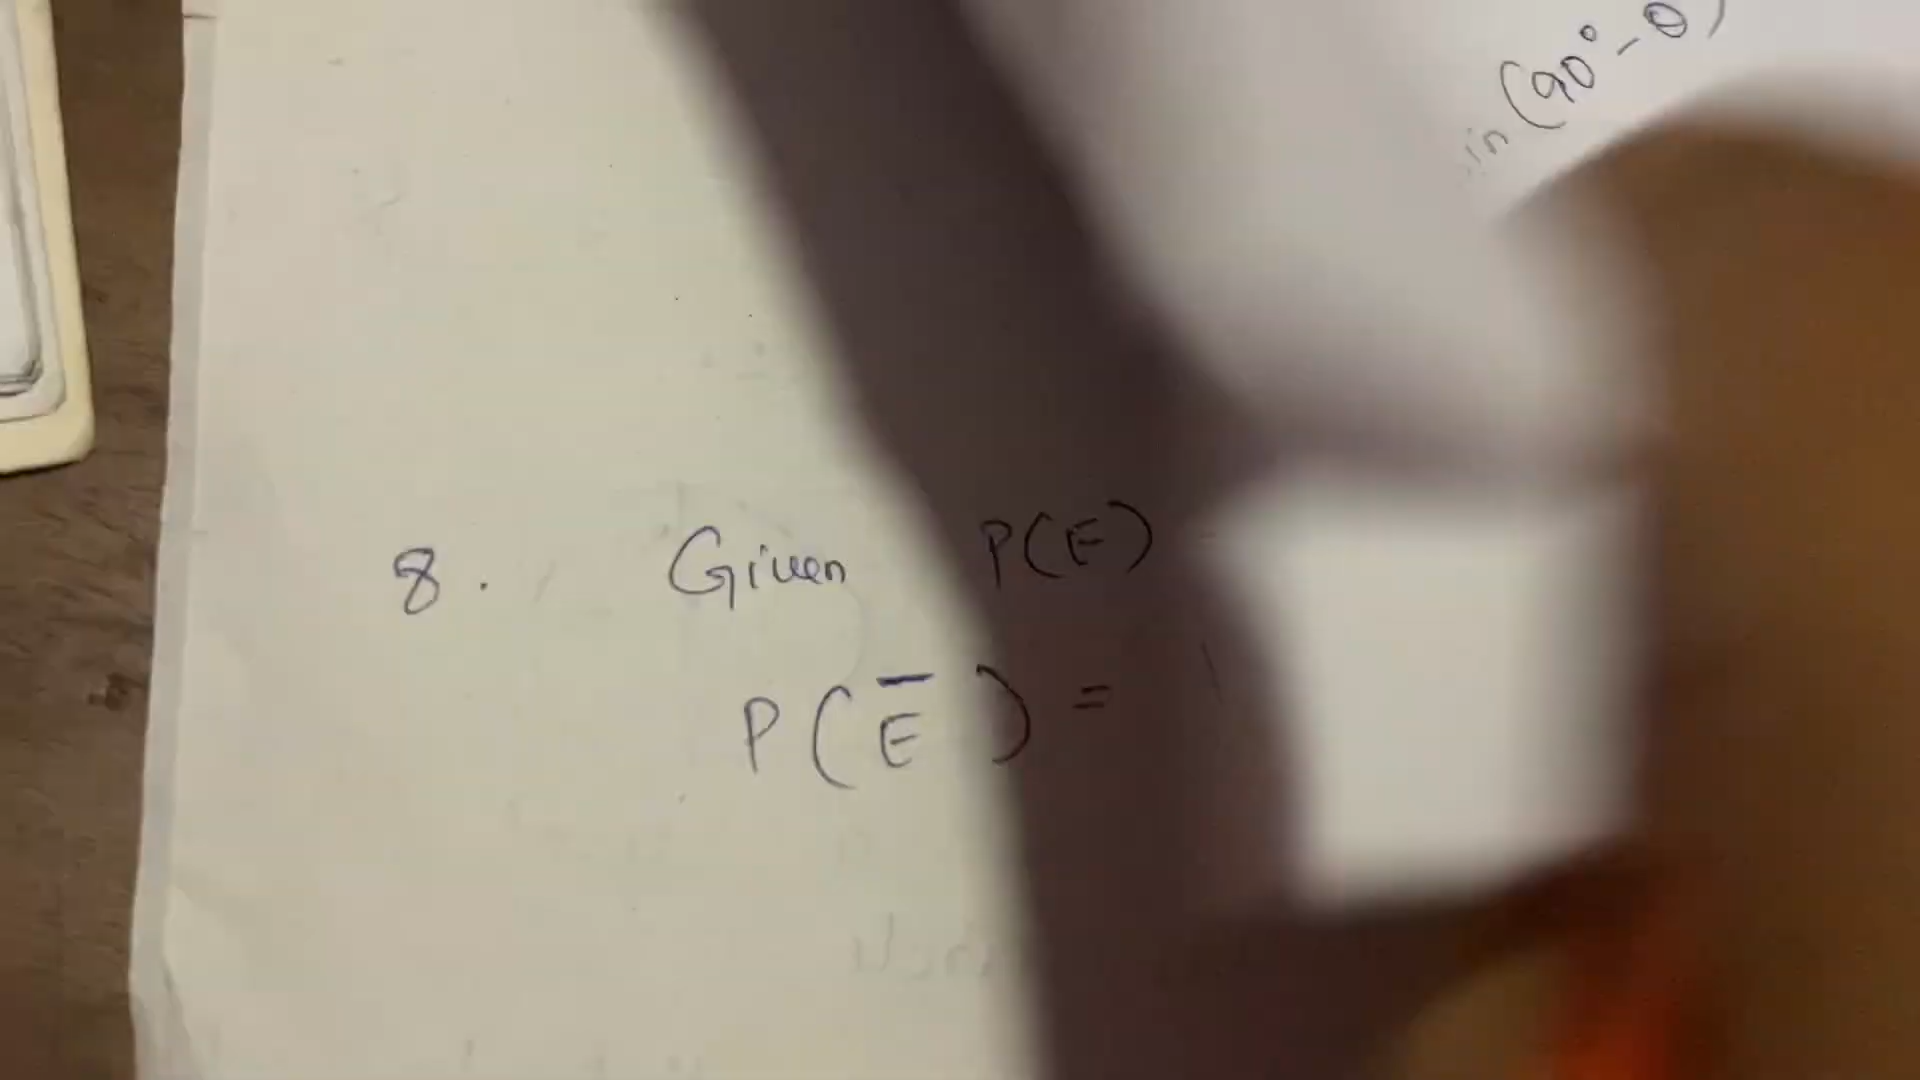 in (90° - θ)
8. Given P(E)
P(E̅) =